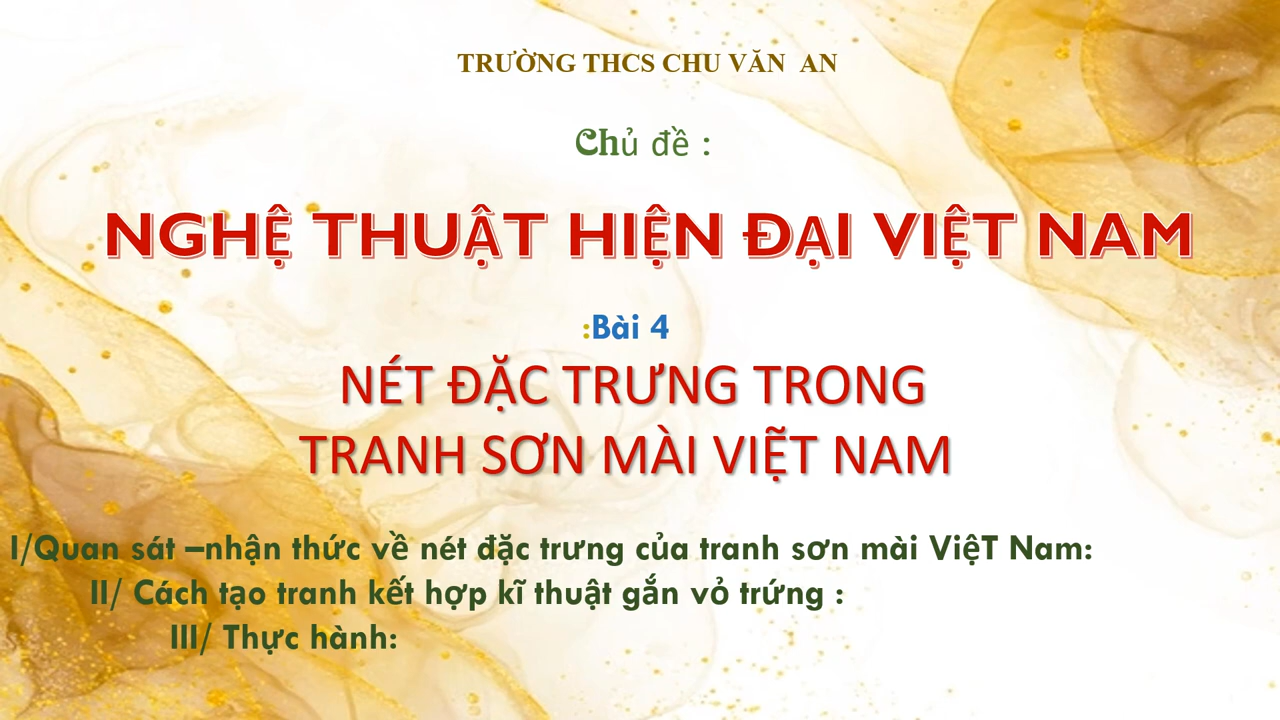 TRƯỜNG THCS CHU VĂN AN
Chủ đề :
NGHỆ THUẬT HIỆN ĐẠI VIỆT NAM
:Bài 4
NÉT ĐẶC TRƯNG TRONG
TRANH SƠN MÀI VIẸ̃T NAM
I/Quan sát –nhận thức về nét đặc trưng của tranh sơn mài ViệT Nam:
II/ Cách tạo tranh kết hợp kĩ thuật gắn vỏ trứng :
III/ Thực hành: